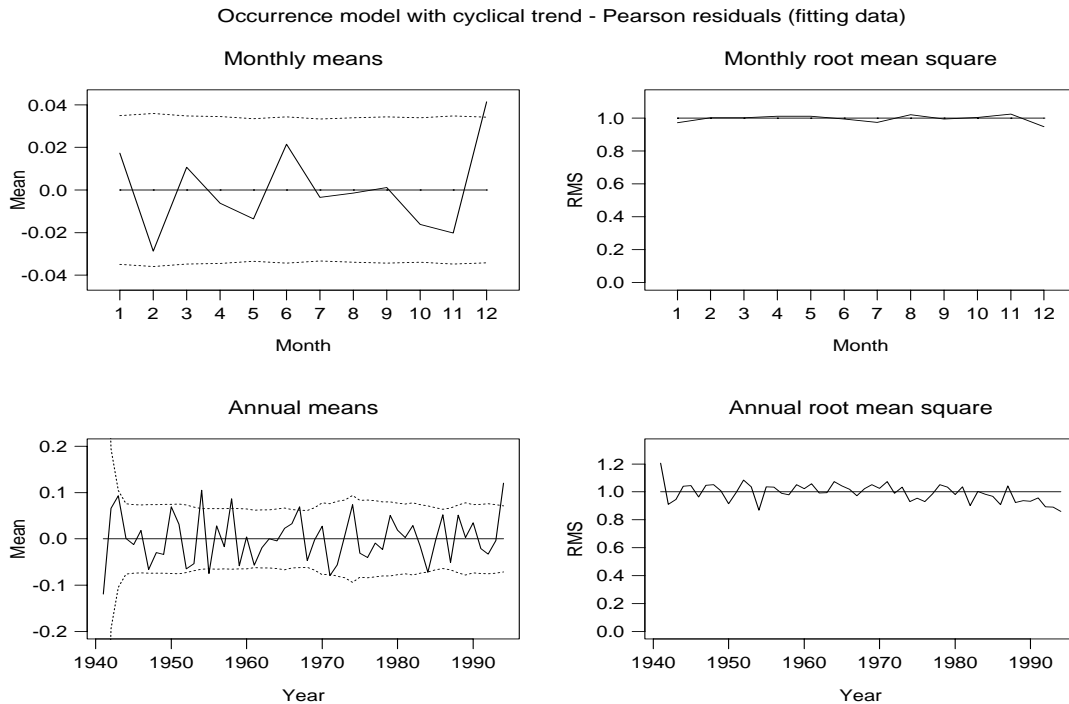 Occurrence model with cyclical trend - Pearson residuals (fitting data)
Monthly means
Mean
0.04
0.02
0.0
-0.02
-0.04
1 2 3 4 5 6 7 8 9 10 11 12
Month
Monthly root mean square
RMS
1.0
0.8
0.6
0.4
0.2
0.0
1 2 3 4 5 6 7 8 9 10 11 12
Month
Annual means
Mean
0.2
0.1
0.0
-0.1
-0.2
1940 1950 1960 1970 1980 1990
Year
Annual root mean square
RMS
1.2
1.0
0.8
0.6
0.4
0.2
0.0
1940 1950 1960 1970 1980 1990
Year